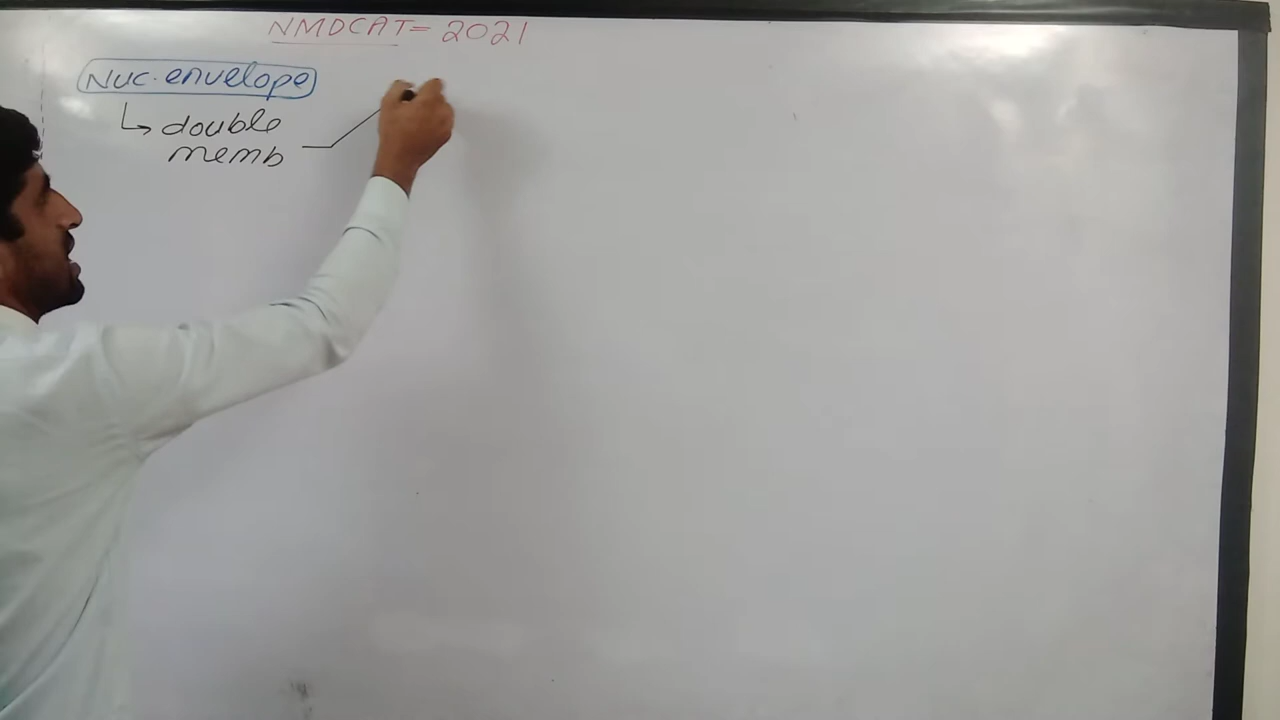 NMDCAT= 2021
Nuc. envelope
↳ double
memb